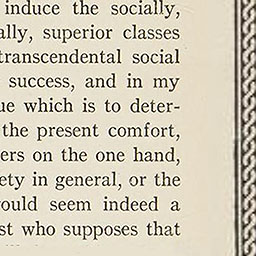 induce the socially,
ally, superior classes
transcendental social
success, and in my
ue which is to deter-
the present comfort,
ers on the one hand,
ety in general, or the
would seem indeed a
st who supposes that